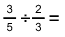 3/5 ÷ 2/3 =